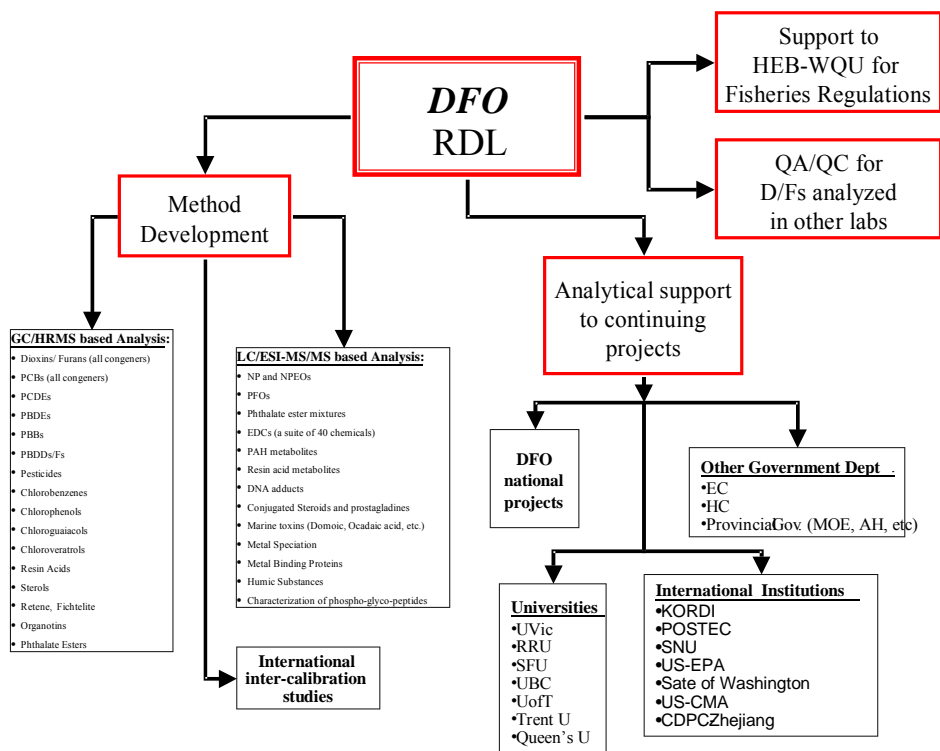 DFO
RDL
Support to
HEB-WQU for
Fisheries Regulations
QA/QC for
D/Fs analyzed
in other labs
Method
Development
Analytical support
to continuing
projects
GC/HRMS based Analysis:
• Dioxins/ Furans (all congeners)
• PCBs (all congeners)
• PCDEs
• PBDEs
• PBBs
• PBDDs/Fs
• Pesticides
• Chlorobenzenes
• Chlorophenols
• Chloroguaiacols
• Chloroveratrols
• Resin Acids
• Sterols
• Retene, Fichtelite
• Organotins
• Phthalate Esters
LC/ESI-MS/MS based Analysis:
• NP and NPEOs
• PFOs
• Phthalate ester mixtures
• EDCs (a suite of 40 chemicals)
• PAH metabolites
• Resin acid metabolites
• DNA adducts
• Conjugated Steroids and prostagladines
• Marine toxins (Domoic, Ocadaic acid, etc.)
• Metal Speciation
• Metal Binding Proteins
• Humic Substances
• Characterization of phospho-glyco-peptides
International
inter-calibration
studies
DFO
national
projects
Other Government Dept .
•EC
•HC
•ProvincialGov. (MOE, AH, etc)
Universities
•UVic
•RRU
•SFU
•UBC
•UofT
•Trent U
•Queen's U
International Institutions
•KORDI
•POSTEC
•SNU
•US-EPA
•Sate of Washington
•US-CMA
•CDPCZhejiang